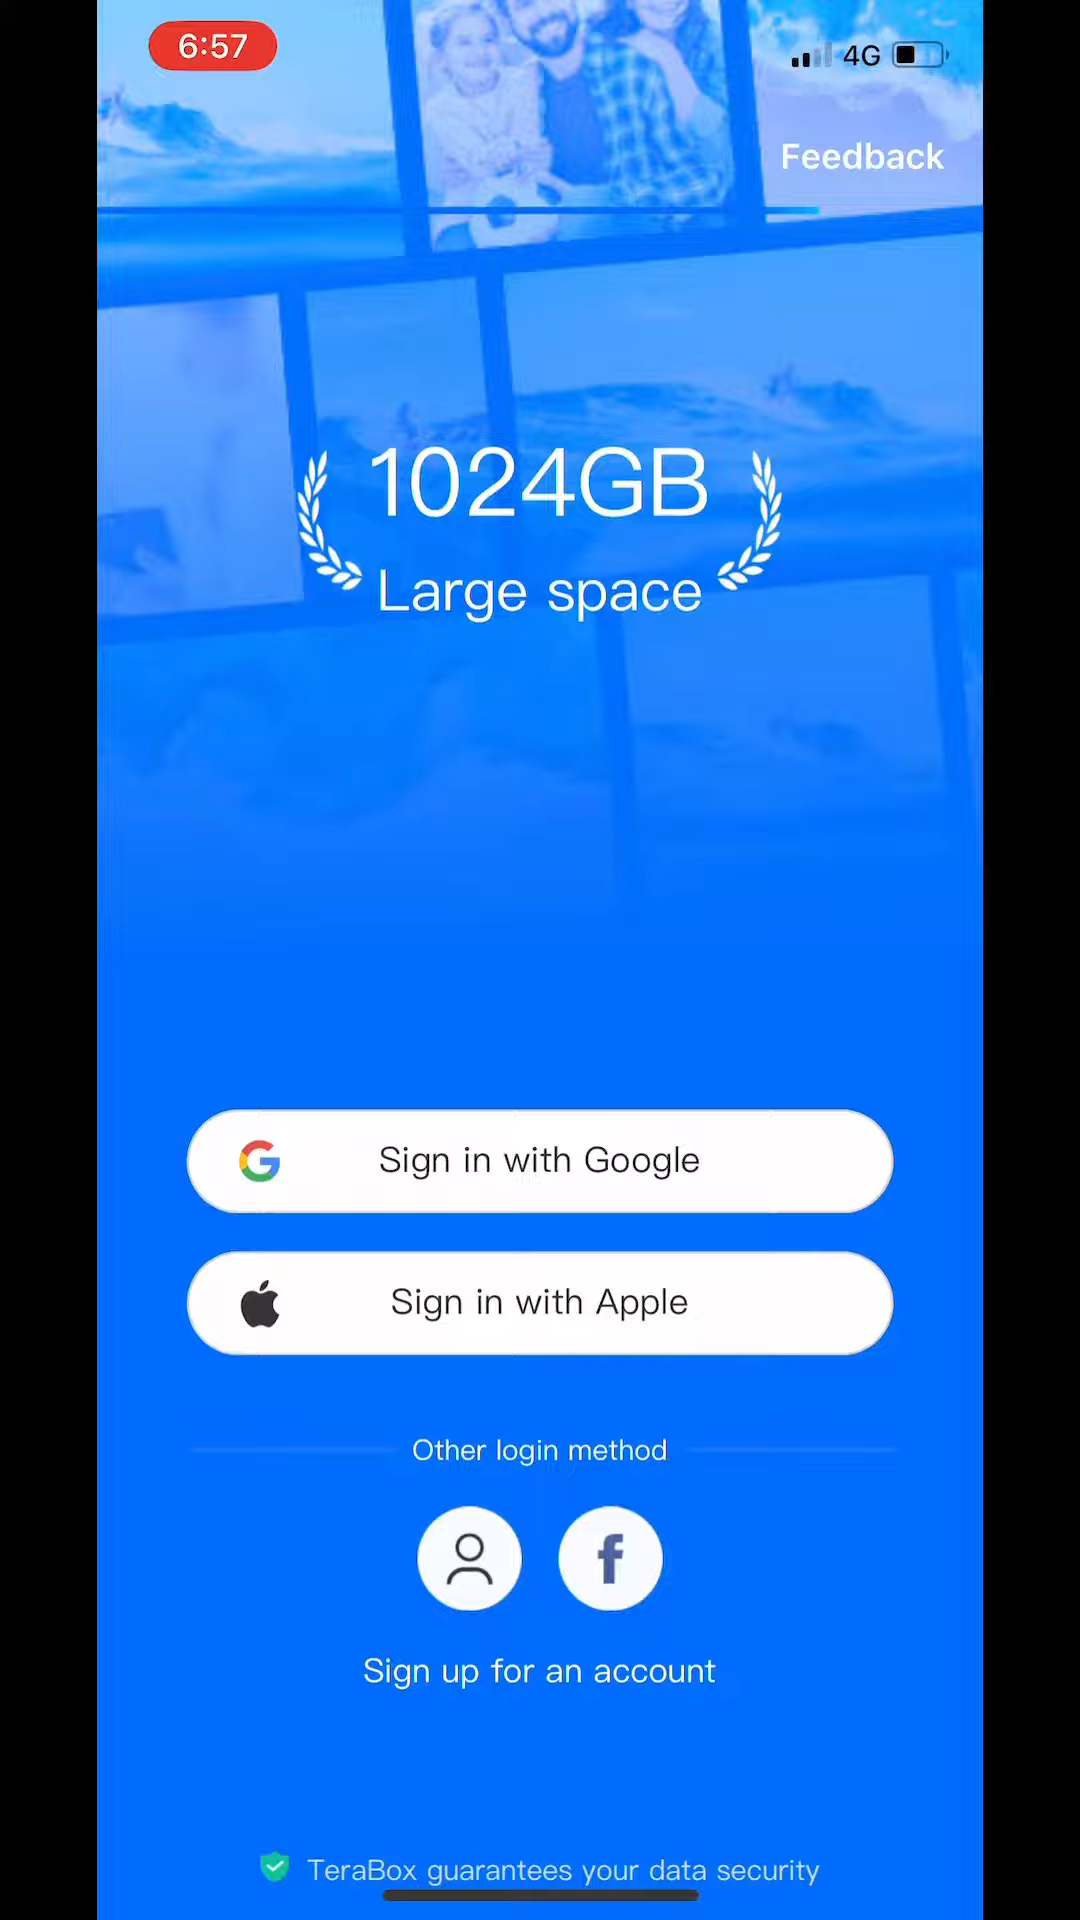 6:57
4G
Feedback
1024GB
Large space
Sign in with Google
Sign in with Apple
Other login method
Sign up for an account
TeraBox guarantees your data security